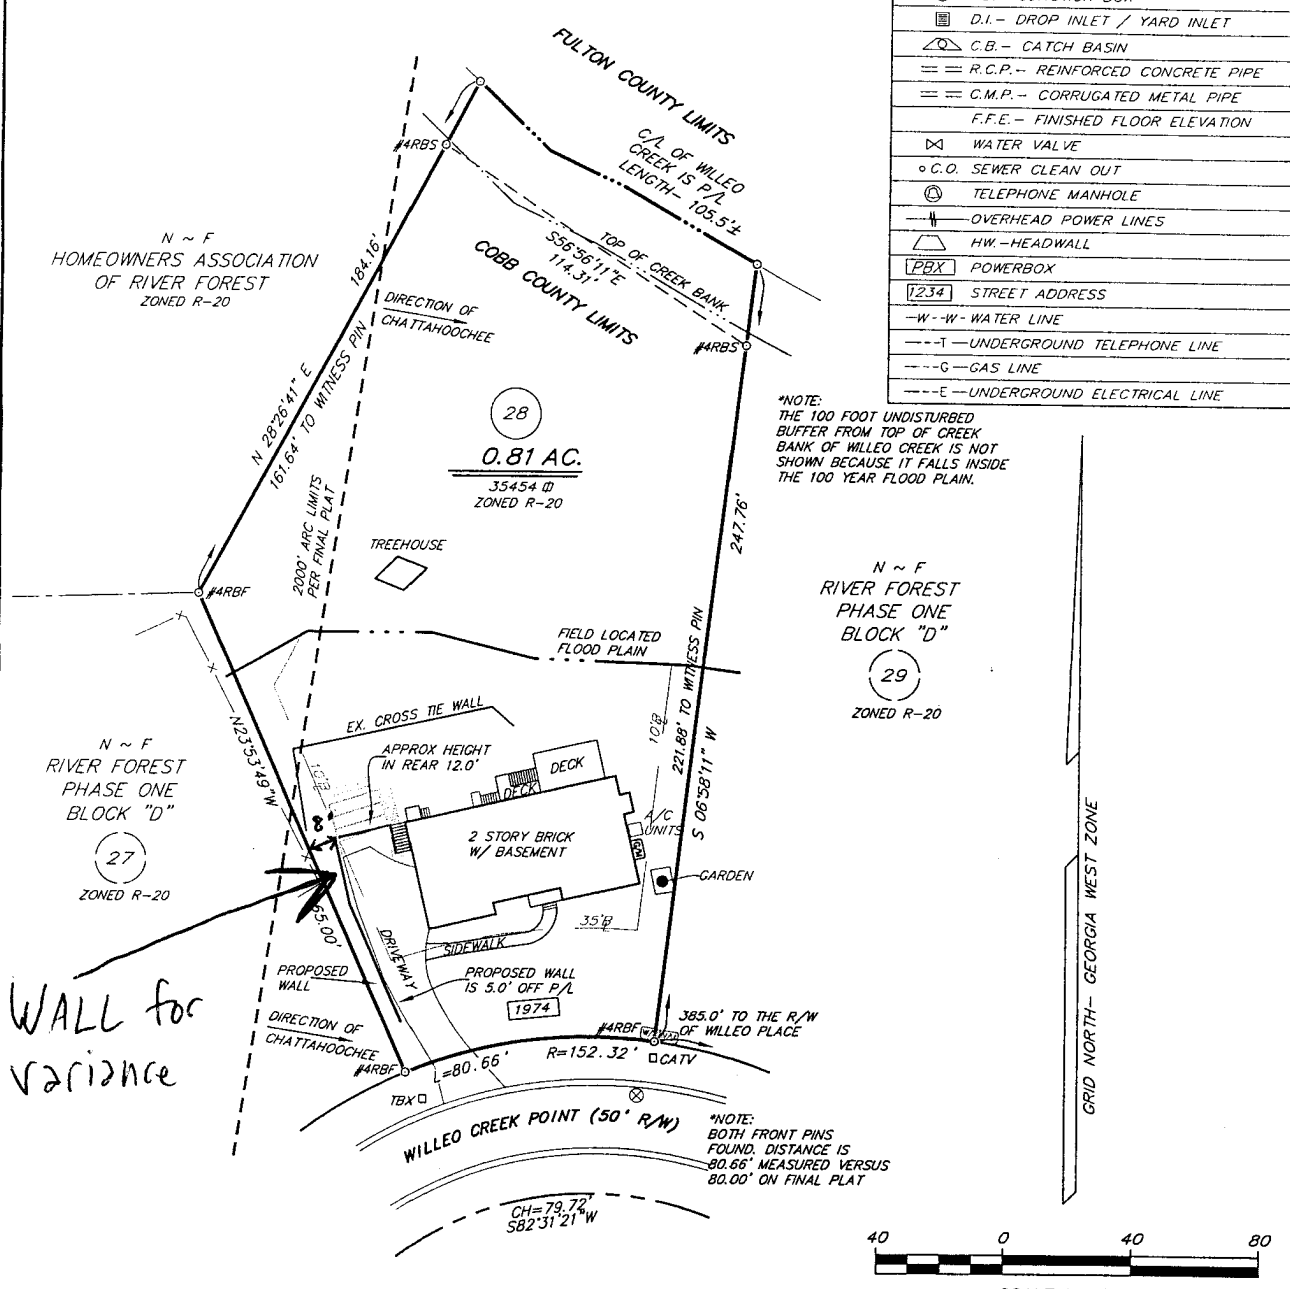 D.I.- DROP INLET / YARD INLET
C.B.- CATCH BASIN
R.C.P.- REINFORCED CONCRETE PIPE
C.M.P.- CORRUGATED METAL PIPE
F.F.E.- FINISHED FLOOR ELEVATION
WATER VALVE
C.O. SEWER CLEAN OUT
TELEPHONE MANHOLE
OVERHEAD POWER LINES
HW.-HEADWALL
PBX POWERBOX
1234 STREET ADDRESS
-W--W- WATER LINE
----T- UNDERGROUND TELEPHONE LINE
----G- GAS LINE
----E- UNDERGROUND ELECTRICAL LINE
FULTON COUNTY LIMITS
C/L OF WILLEO
CREEK IS P/L
LENGTH- 105.5'±
#4RBS
N ~ F
HOMEOWNERS ASSOCIATION
OF RIVER FOREST
ZONED R-20
184.16'
TOP OF CREEK BANK
S56°56'11"E
114.31'
COBB COUNTY LIMITS
DIRECTION OF
CHATTAHOOCHEE
#4RBS
N 28°26'41" E
161.64' TO WITNESS PIN
28
0.81 AC.
35454
ZONED R-20
*NOTE:
THE 100 FOOT UNDISTURBED
BUFFER FROM TOP OF CREEK
BANK OF WILLEO CREEK IS NOT
SHOWN BECAUSE IT FALLS INSIDE
THE 100 YEAR FLOOD PLAIN.
2000' ARC LIMITS
PER FINAL PLAT
247.76'
TREEHOUSE
#4RBF
N ~ F
RIVER FOREST
PHASE ONE
BLOCK "D"
29
ZONED R-20
FIELD LOCATED
FLOOD PLAIN
221.88' TO WITNESS PIN
S 06°58'11" W
10'B
EX. CROSS TIE WALL
N23°53'49"W
N ~ F
RIVER FOREST
PHASE ONE
BLOCK "D"
27
ZONED R-20
APPROX HEIGHT
IN REAR 12.0'
10'B
DECK
DECK
8'
2 STORY BRICK
W/ BASEMENT
A/C
UNITS
GARDEN
65.00'
35'B
DRIVEWAY
SIDEWALK
PROPOSED
WALL
PROPOSED WALL
IS 5.0' OFF P/L
1974
WALL for
variance
DIRECTION OF
CHATTAHOOCHEE
#4RBF
385.0' TO THE R/W
OF WILLEO PLACE
#4RBF
L=80.66'
R=152.32'
CATV
TBX
WILLEO CREEK POINT (50' R/W)
*NOTE:
BOTH FRONT PINS
FOUND. DISTANCE IS
80.66' MEASURED VERSUS
80.00' ON FINAL PLAT
CH=79.72'
S82°31'21"W
GRID NORTH- GEORGIA WEST ZONE
40 0 40 80